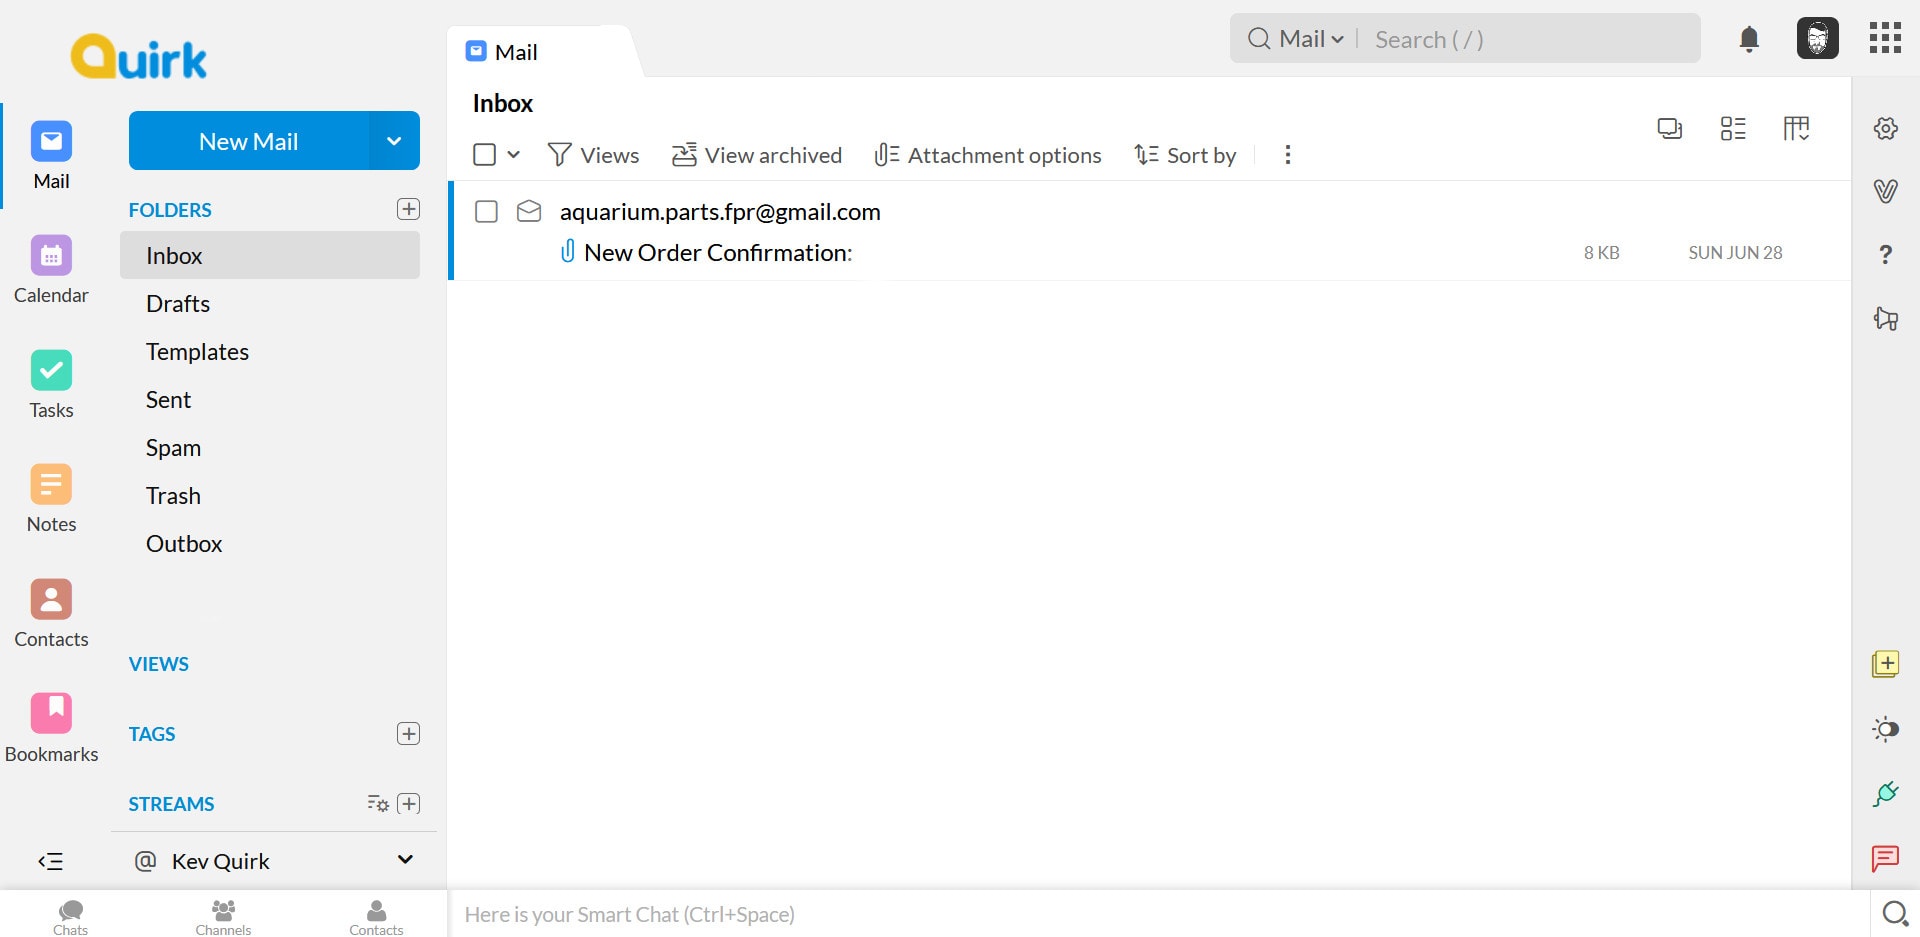 Quirk
Mail
Mail
Search ( / )
Mail
Calendar
Tasks
Notes
Contacts
Bookmarks
New Mail
FOLDERS
Inbox
Drafts
Templates
Sent
Spam
Trash
Outbox
VIEWS
TAGS
STREAMS
@ Kev Quirk
Inbox
Views
View archived
Attachment options
Sort by
aquarium.parts.fpr@gmail.com
New Order Confirmation:
8 KB
SUN JUN 28
?
Chats
Channels
Contacts
Here is your Smart Chat (Ctrl+Space)